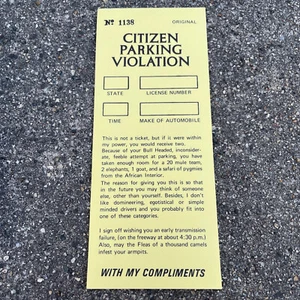 Nº 1138 ORIGINAL
CITIZEN
PARKING
VIOLATION
STATE LICENSE NUMBER
TIME MAKE OF AUTOMOBILE
This is not a ticket, but if it were within
my power, you would receive two.
Because of your Bull Headed, inconsider-
ate, feeble attempt at parking, you have
taken enough room for a 20 mule team,
2 elephants, 1 goat, and a safari of pygmies
from the African Interior.
The reason for giving you this is so that
in the future you may think of someone
else, other than yourself. Besides, I don't
like domineering, egotistical or simple
minded drivers and you probably fit into
one of these categories.
I sign off wishing you an early transmission
failure, (on the freeway at about 4:30 p.m.)
Also, may the Fleas of a thousand camels
infest your armpits.
WITH MY COMPLIMENTS